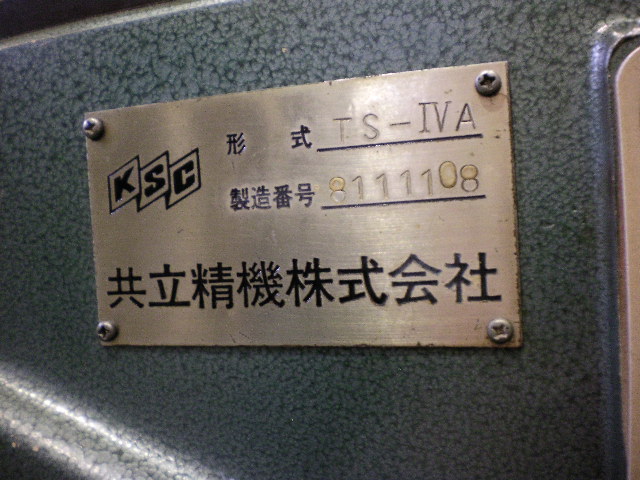 KSC
形 式 TS-IVA
製造番号 8111108
共立精機株式会社